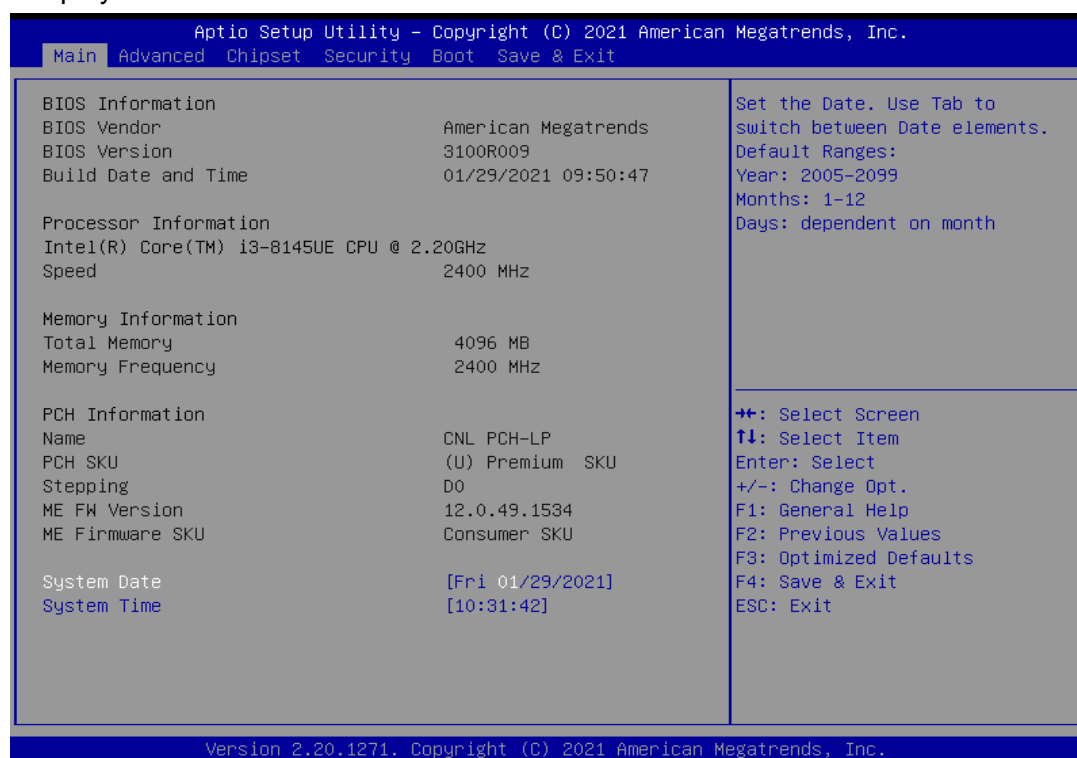 Aptio Setup Utility – Copyright (C) 2021 American Megatrends, Inc.
Main Advanced Chipset Security Boot Save & Exit
BIOS Information
BIOS Vendor American Megatrends
BIOS Version 3100R009
Build Date and Time 01/29/2021 09:50:47
Processor Information
Intel(R) Core(TM) i3-8145UE CPU @ 2.20GHz
Speed 2400 MHz
Memory Information
Total Memory 4096 MB
Memory Frequency 2400 MHz
PCH Information
Name CNL PCH-LP
PCH SKU (U) Premium SKU
Stepping D0
ME FW Version 12.0.49.1534
ME Firmware SKU Consumer SKU
System Date [Fri 01/29/2021]
System Time [10:31:42]
Set the Date. Use Tab to
switch between Date elements.
Default Ranges:
Year: 2005-2099
Months: 1-12
Days: dependent on month
→←: Select Screen
↑↓: Select Item
Enter: Select
+/-: Change Opt.
F1: General Help
F2: Previous Values
F3: Optimized Defaults
F4: Save & Exit
ESC: Exit
Version 2.20.1271. Copyright (C) 2021 American Megatrends, Inc.